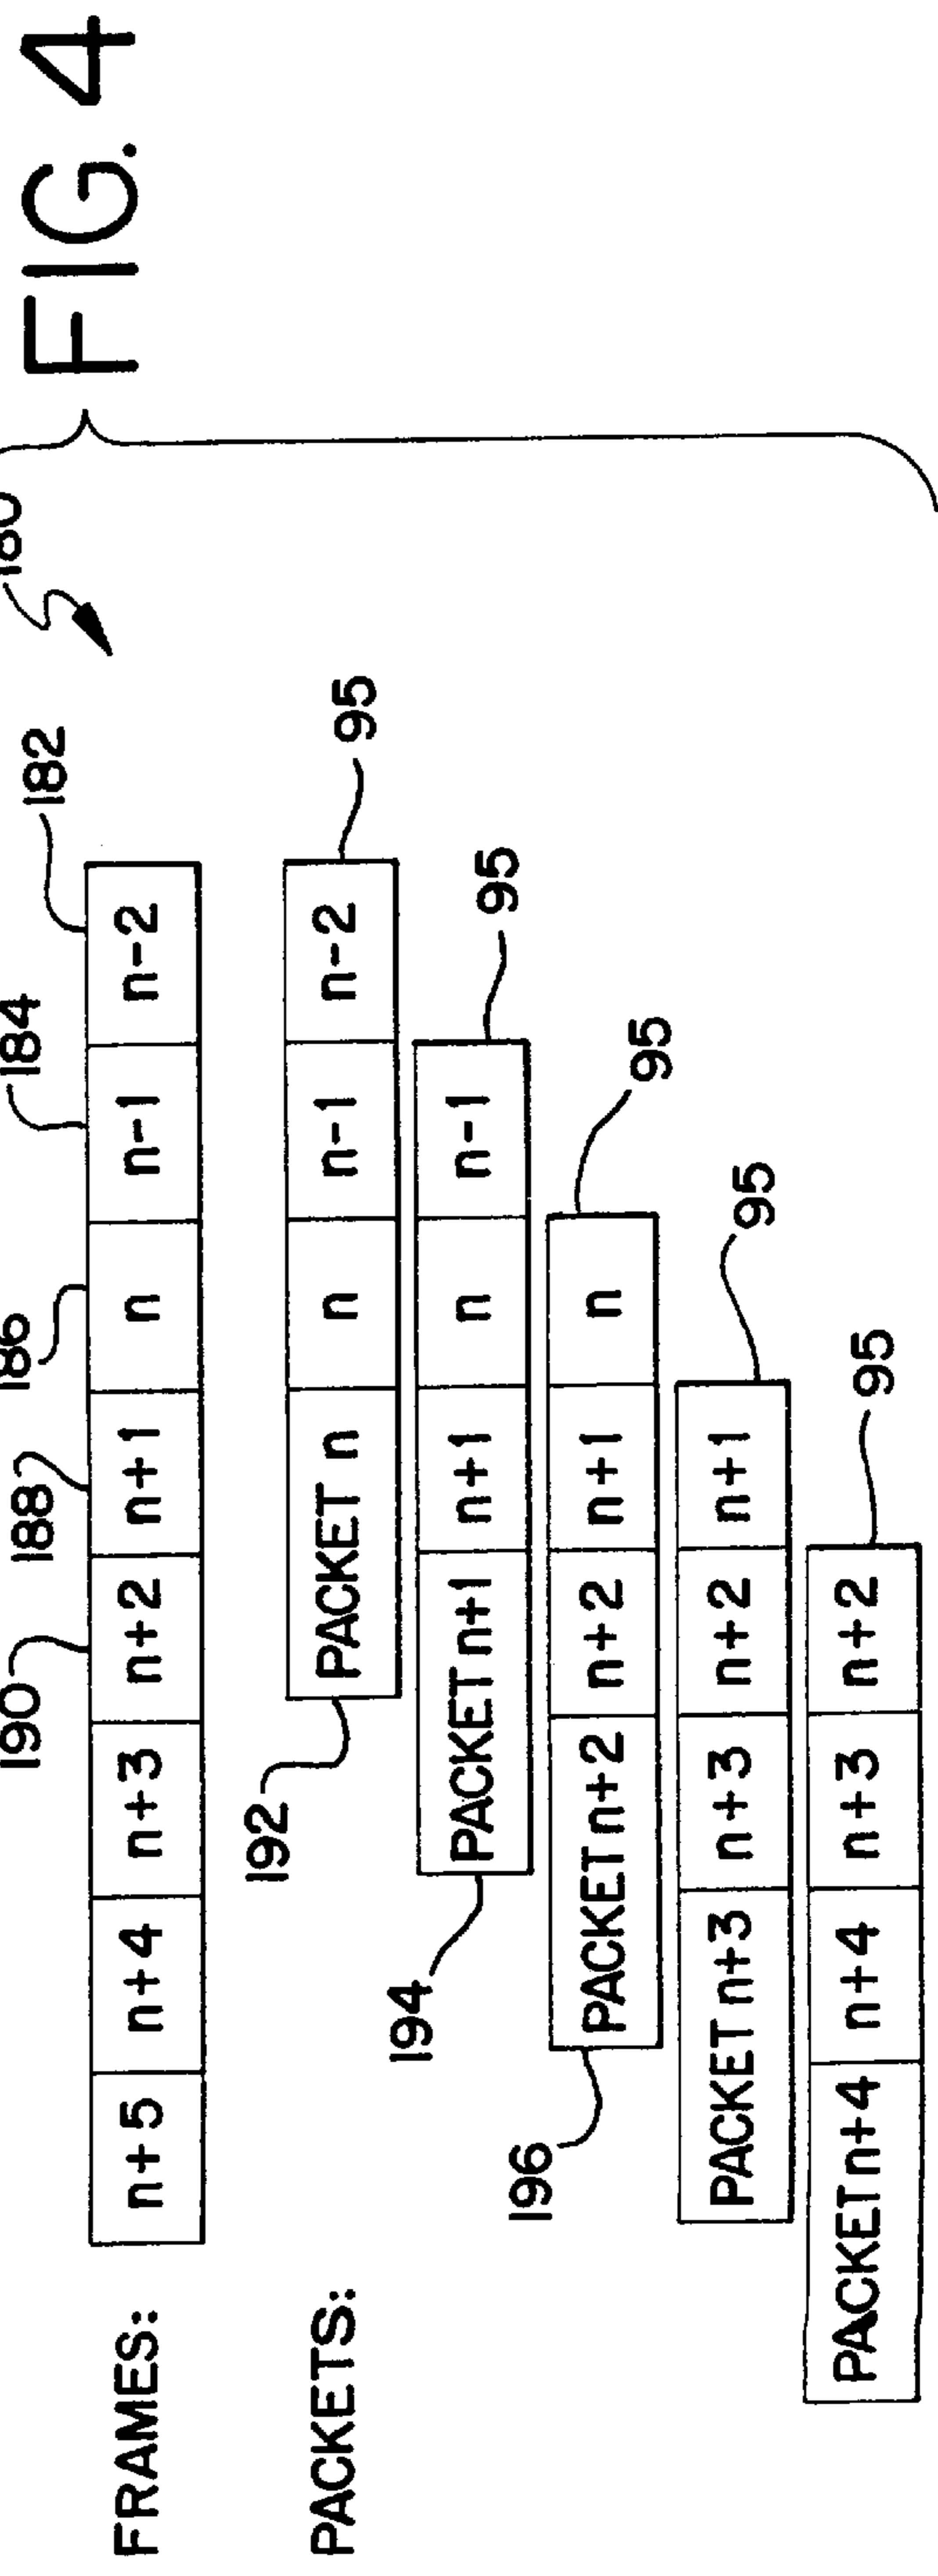 FIG. 4
180
190 188 186 184 182
FRAMES: n+5 n+4 n+3 n+2 n+1 n n-1 n-2
PACKETS: 192 PACKET n n n-1 n-2 95
194 PACKET n+1 n+1 n n-1 95
196 PACKET n+2 n+2 n+1 n 95
PACKET n+3 n+3 n+2 n+1 95
PACKET n+4 n+4 n+3 n+2 95